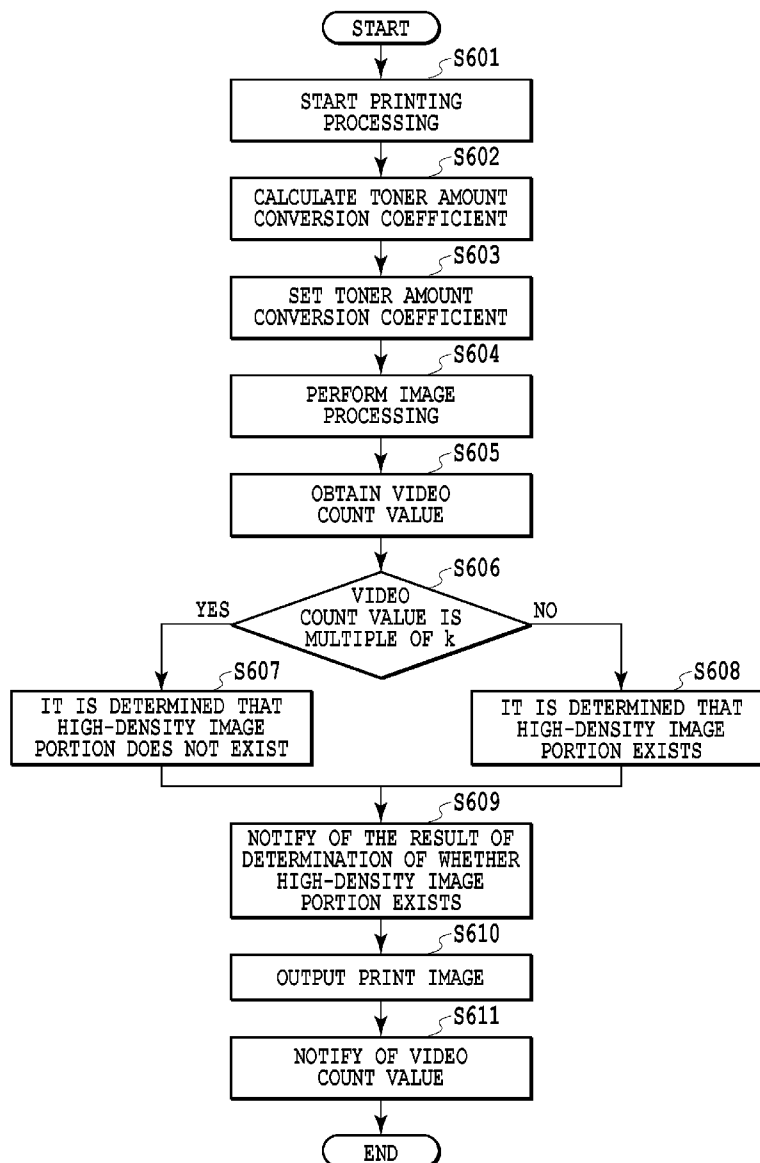 START
S601
START PRINTING
PROCESSING
S602
CALCULATE TONER AMOUNT
CONVERSION COEFFICIENT
S603
SET TONER AMOUNT
CONVERSION COEFFICIENT
S604
PERFORM IMAGE
PROCESSING
S605
OBTAIN VIDEO
COUNT VALUE
S606
VIDEO
COUNT VALUE IS
MULTIPLE OF k
YES
NO
S607
IT IS DETERMINED THAT
HIGH-DENSITY IMAGE
PORTION DOES NOT EXIST
S608
IT IS DETERMINED THAT
HIGH-DENSITY IMAGE
PORTION EXISTS
S609
NOTIFY OF THE RESULT OF
DETERMINATION OF WHETHER
HIGH-DENSITY IMAGE
PORTION EXISTS
S610
OUTPUT PRINT IMAGE
S611
NOTIFY OF VIDEO
COUNT VALUE
END